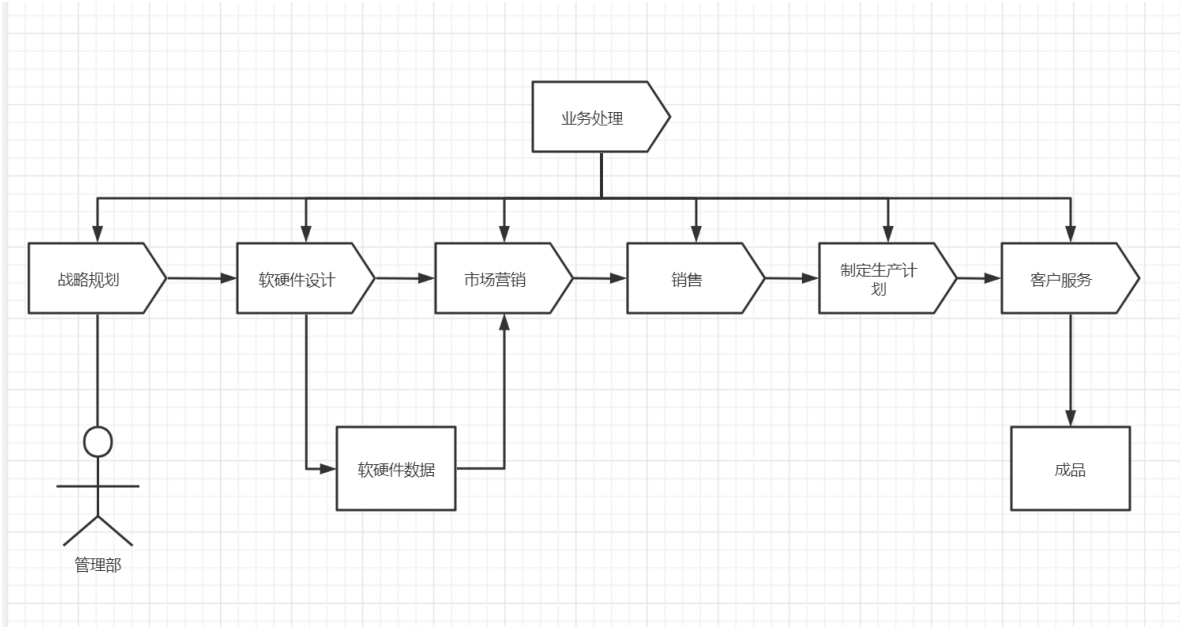 业务处理
战略规划
软硬件设计
市场营销
销售
制定生产计
划
客户服务
软硬件数据
成品
管理部